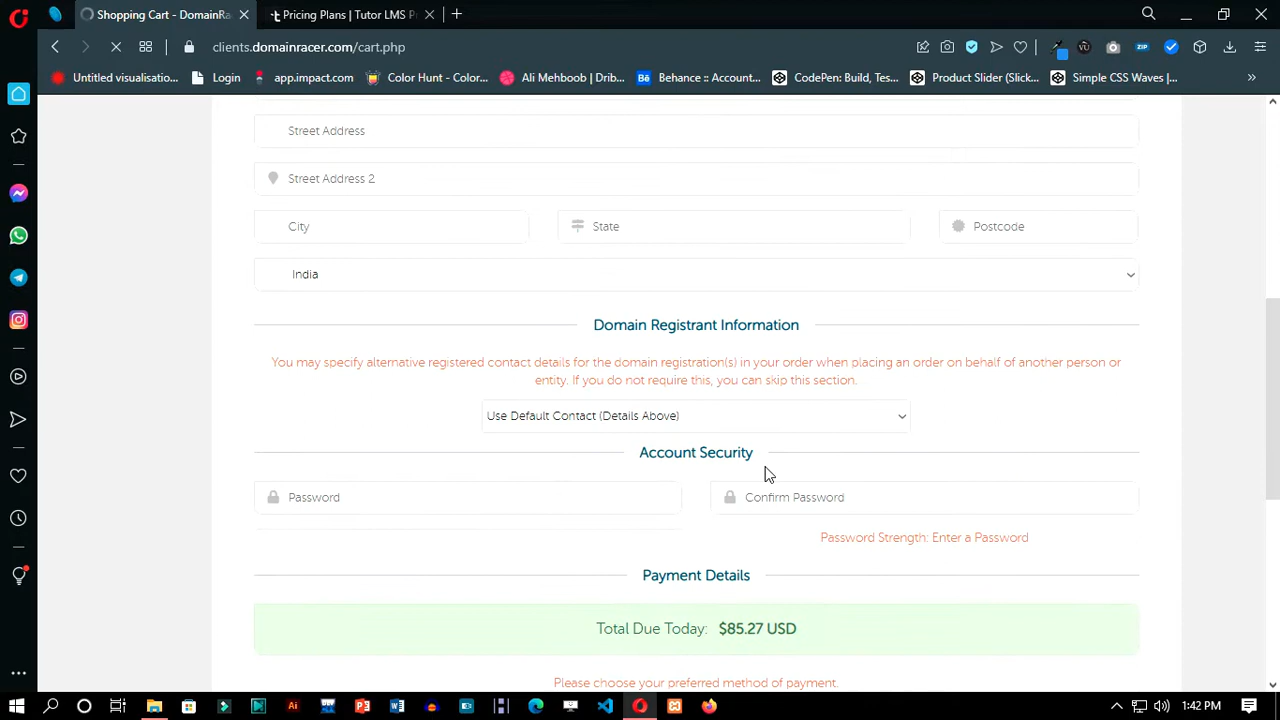 Shopping Cart - DomainRa
Pricing Plans | Tutor LMS P
clients.domainracer.com/cart.php
VU
ZIP
Untitled visualisatio...
Login
app.impact.com
Color Hunt - Color...
Ali Mehboob | Drib...
Bē
Behance :: Account...
CodePen: Build, Tes...
Product Slider (Slick...
Simple CSS Waves |...
Street Address
Street Address 2
City
State
Postcode
India
Domain Registrant Information
You may specify alternative registered contact details for the domain registration(s) in your order when placing an order on behalf of another person or
entity. If you do not require this, you can skip this section.
Use Default Contact (Details Above)
Account Security
Password
Confirm Password
Password Strength: Enter a Password
Payment Details
Total Due Today: $85.27 USD
Please choose your preferred method of payment.
Ai
1:42 PM